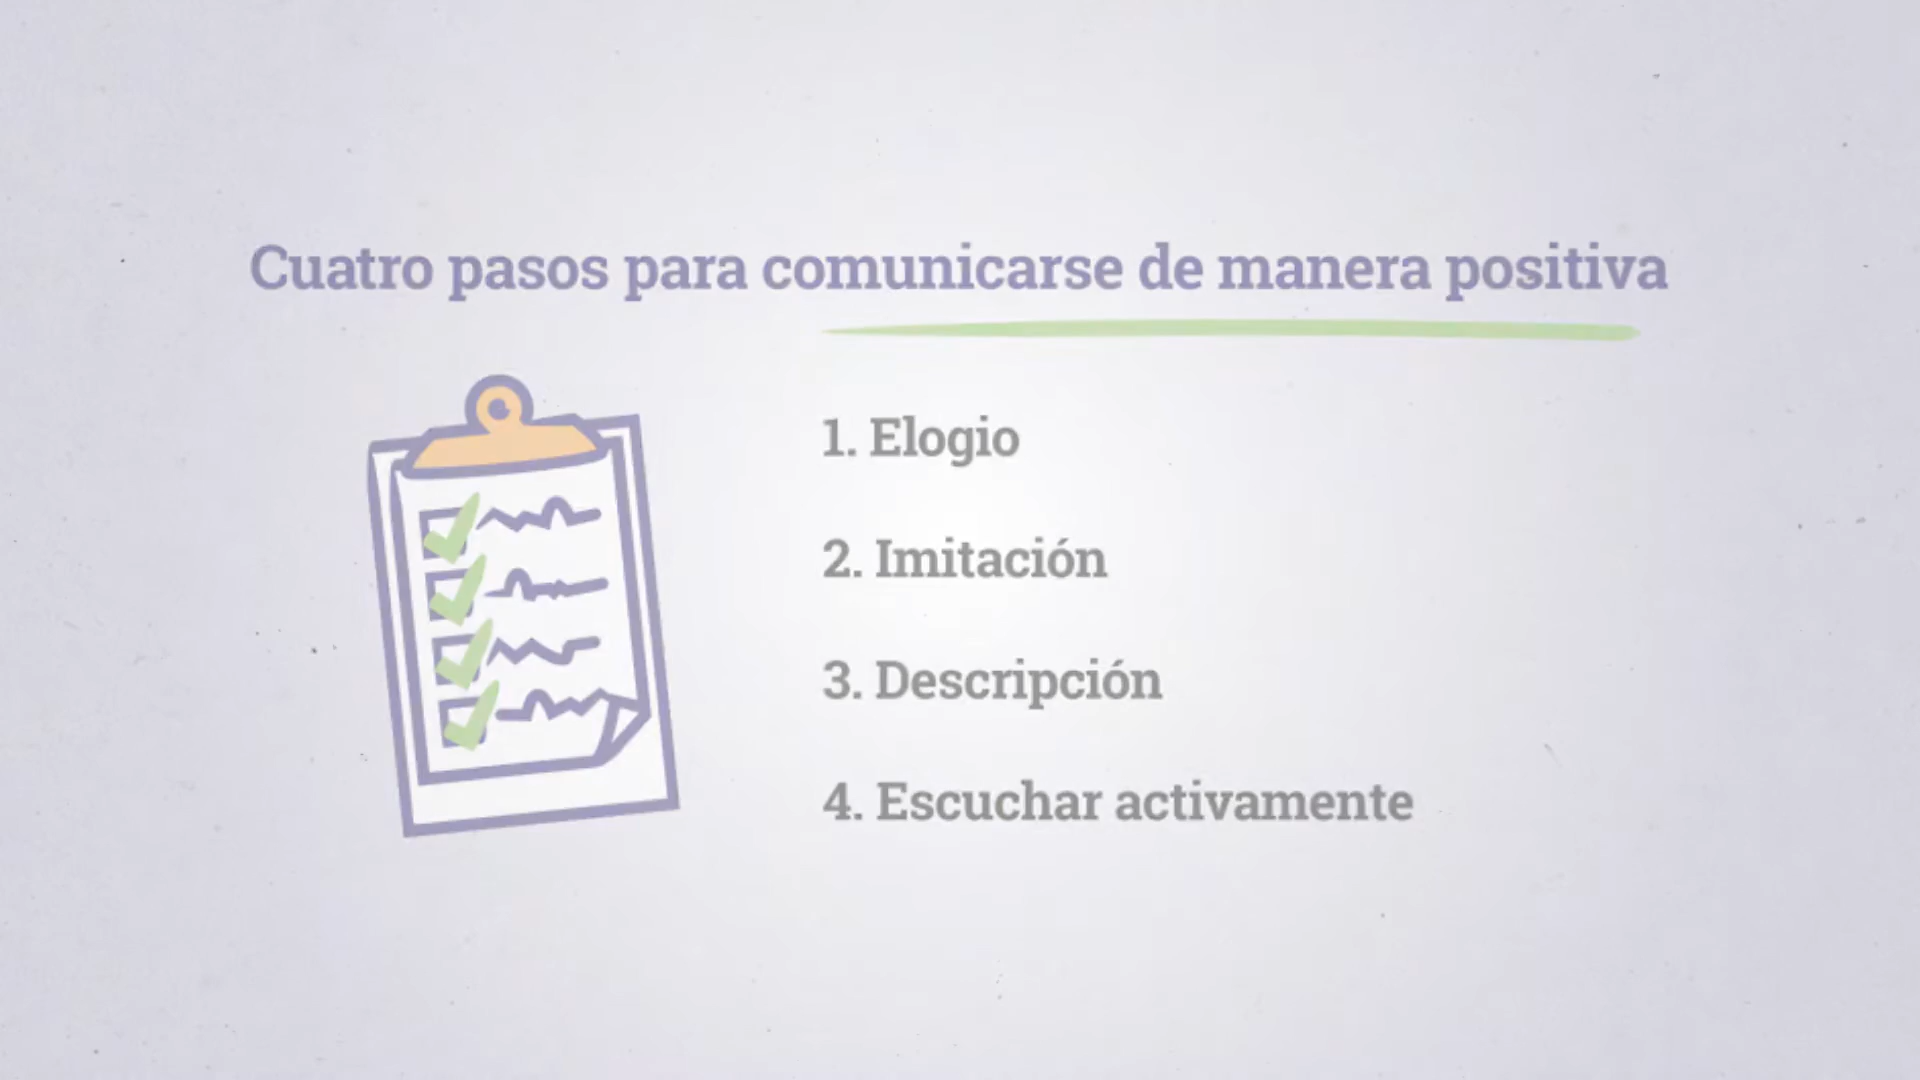 Cuatro pasos para comunicarse de manera positiva
1. Elogio
2. Imitación
3. Descripción
4. Escuchar activamente